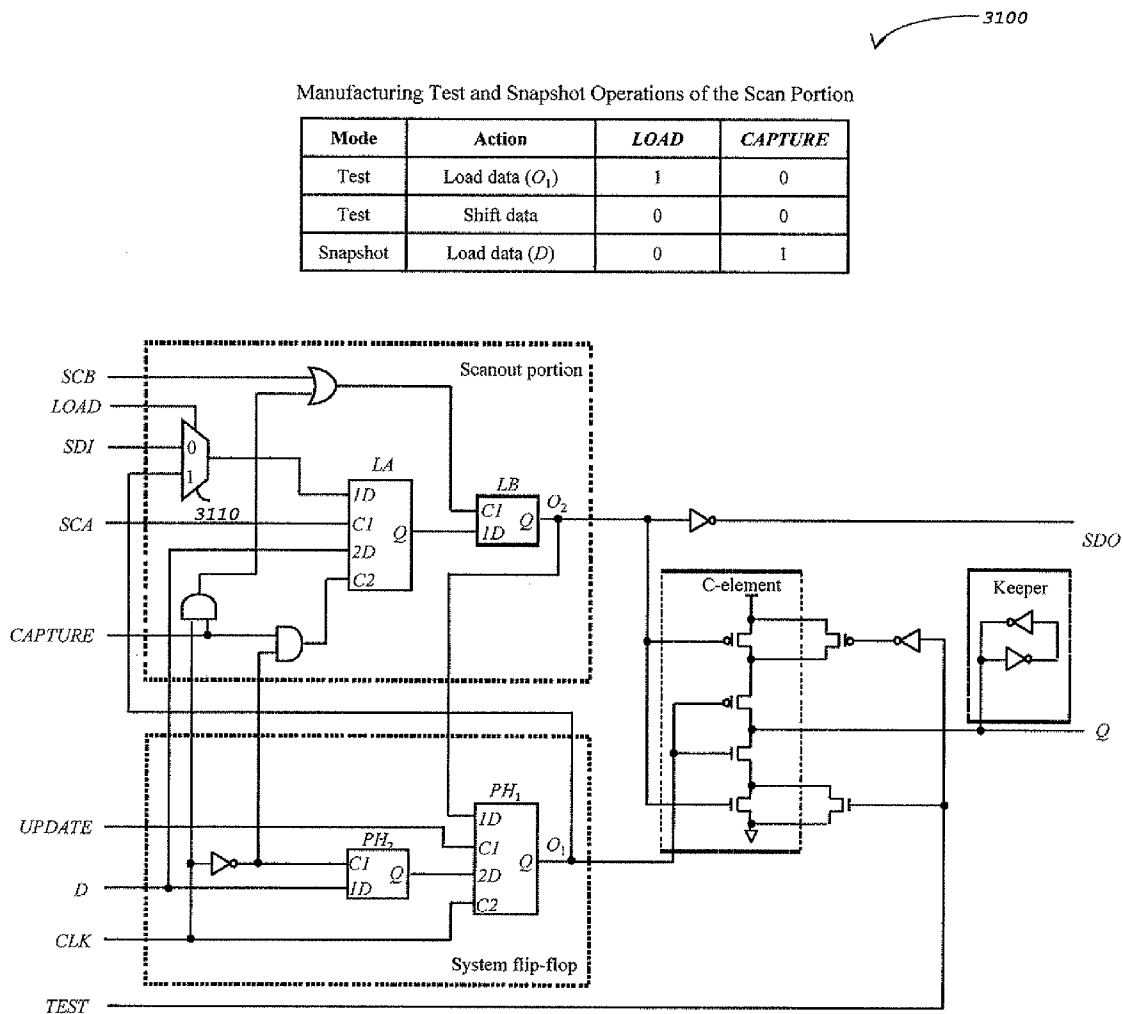 3100
Manufacturing Test and Snapshot Operations of the Scan Portion
Mode Action LOAD CAPTURE
Test Load data (O1) 1 0
Test Shift data 0 0
Snapshot Load data (D) 0 1
Scanout portion
SCB
LOAD
SDI
0
1
3110
SCA
LA
1D
C1
2D
C2
Q
LB
C1
1D
Q
O2
SDO
CAPTURE
C-element
Keeper
Q
UPDATE
D
CLK
PH2
C1
1D
Q
PH1
1D
C1
2D
C2
Q
O1
System flip-flop
TEST